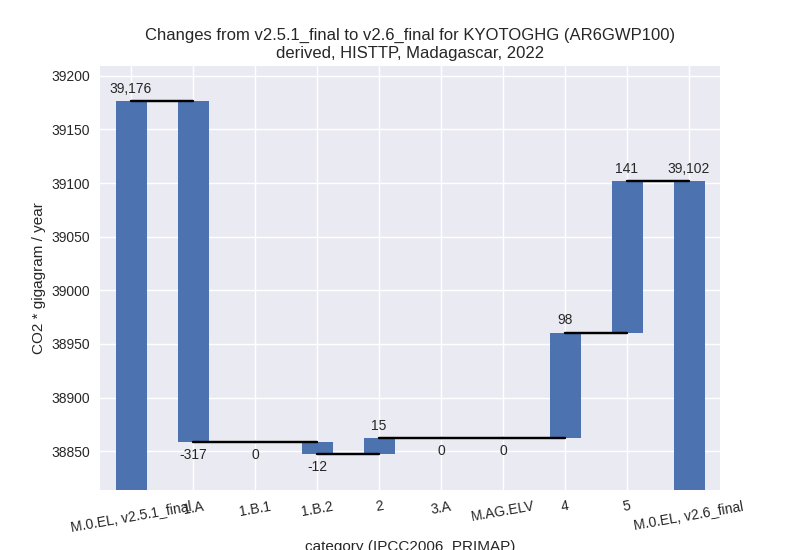 Changes from v2.5.1_final to v2.6_final for KYOTOGHG (AR6GWP100)
derived, HISTTP, Madagascar, 2022
39200
39150
39100
39050
39000
38950
38900
38850
CO2 * gigagram / year
39,176
-317
0
-12
15
0
0
98
141
39,102
M.0.EL, v2.5.1_final
1.A
1.B.1
1.B.2
2
3.A
M.AG.ELV
4
5
M.0.EL, v2.6_final
category (IPCC2006_PRIMAP)